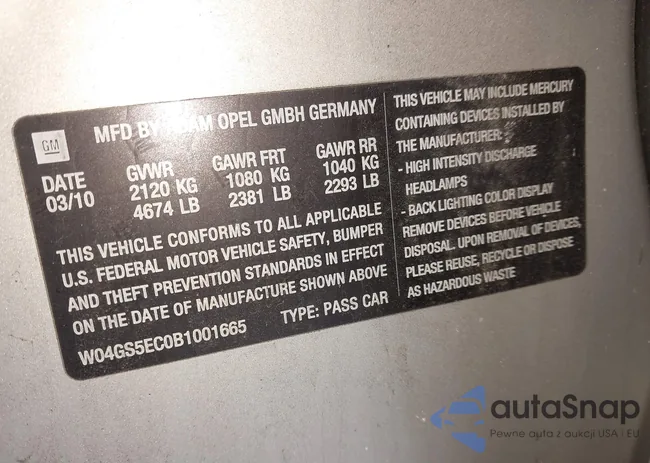 GM
MFD BY ADAM OPEL GMBH GERMANY
DATE GVWR GAWR FRT GAWR RR
03/10 2120 KG 1080 KG 1040 KG
4674 LB 2381 LB 2293 LB
THIS VEHICLE CONFORMS TO ALL APPLICABLE
U.S. FEDERAL MOTOR VEHICLE SAFETY, BUMPER
AND THEFT PREVENTION STANDARDS IN EFFECT
ON THE DATE OF MANUFACTURE SHOWN ABOVE
W04GS5EC0B1001665 TYPE: PASS CAR
THIS VEHICLE MAY INCLUDE MERCURY
CONTAINING DEVICES INSTALLED BY
THE MANUFACTURER:
- HIGH INTENSITY DISCHARGE
HEADLAMPS
- BACK LIGHTING COLOR DISPLAY
REMOVE DEVICES BEFORE VEHICLE
DISPOSAL. UPON REMOVAL OF DEVICES,
PLEASE REUSE, RECYCLE OR DISPOSE
AS HAZARDOUS WASTE
autaSnap
Pewne auta z aukcji USA - EU